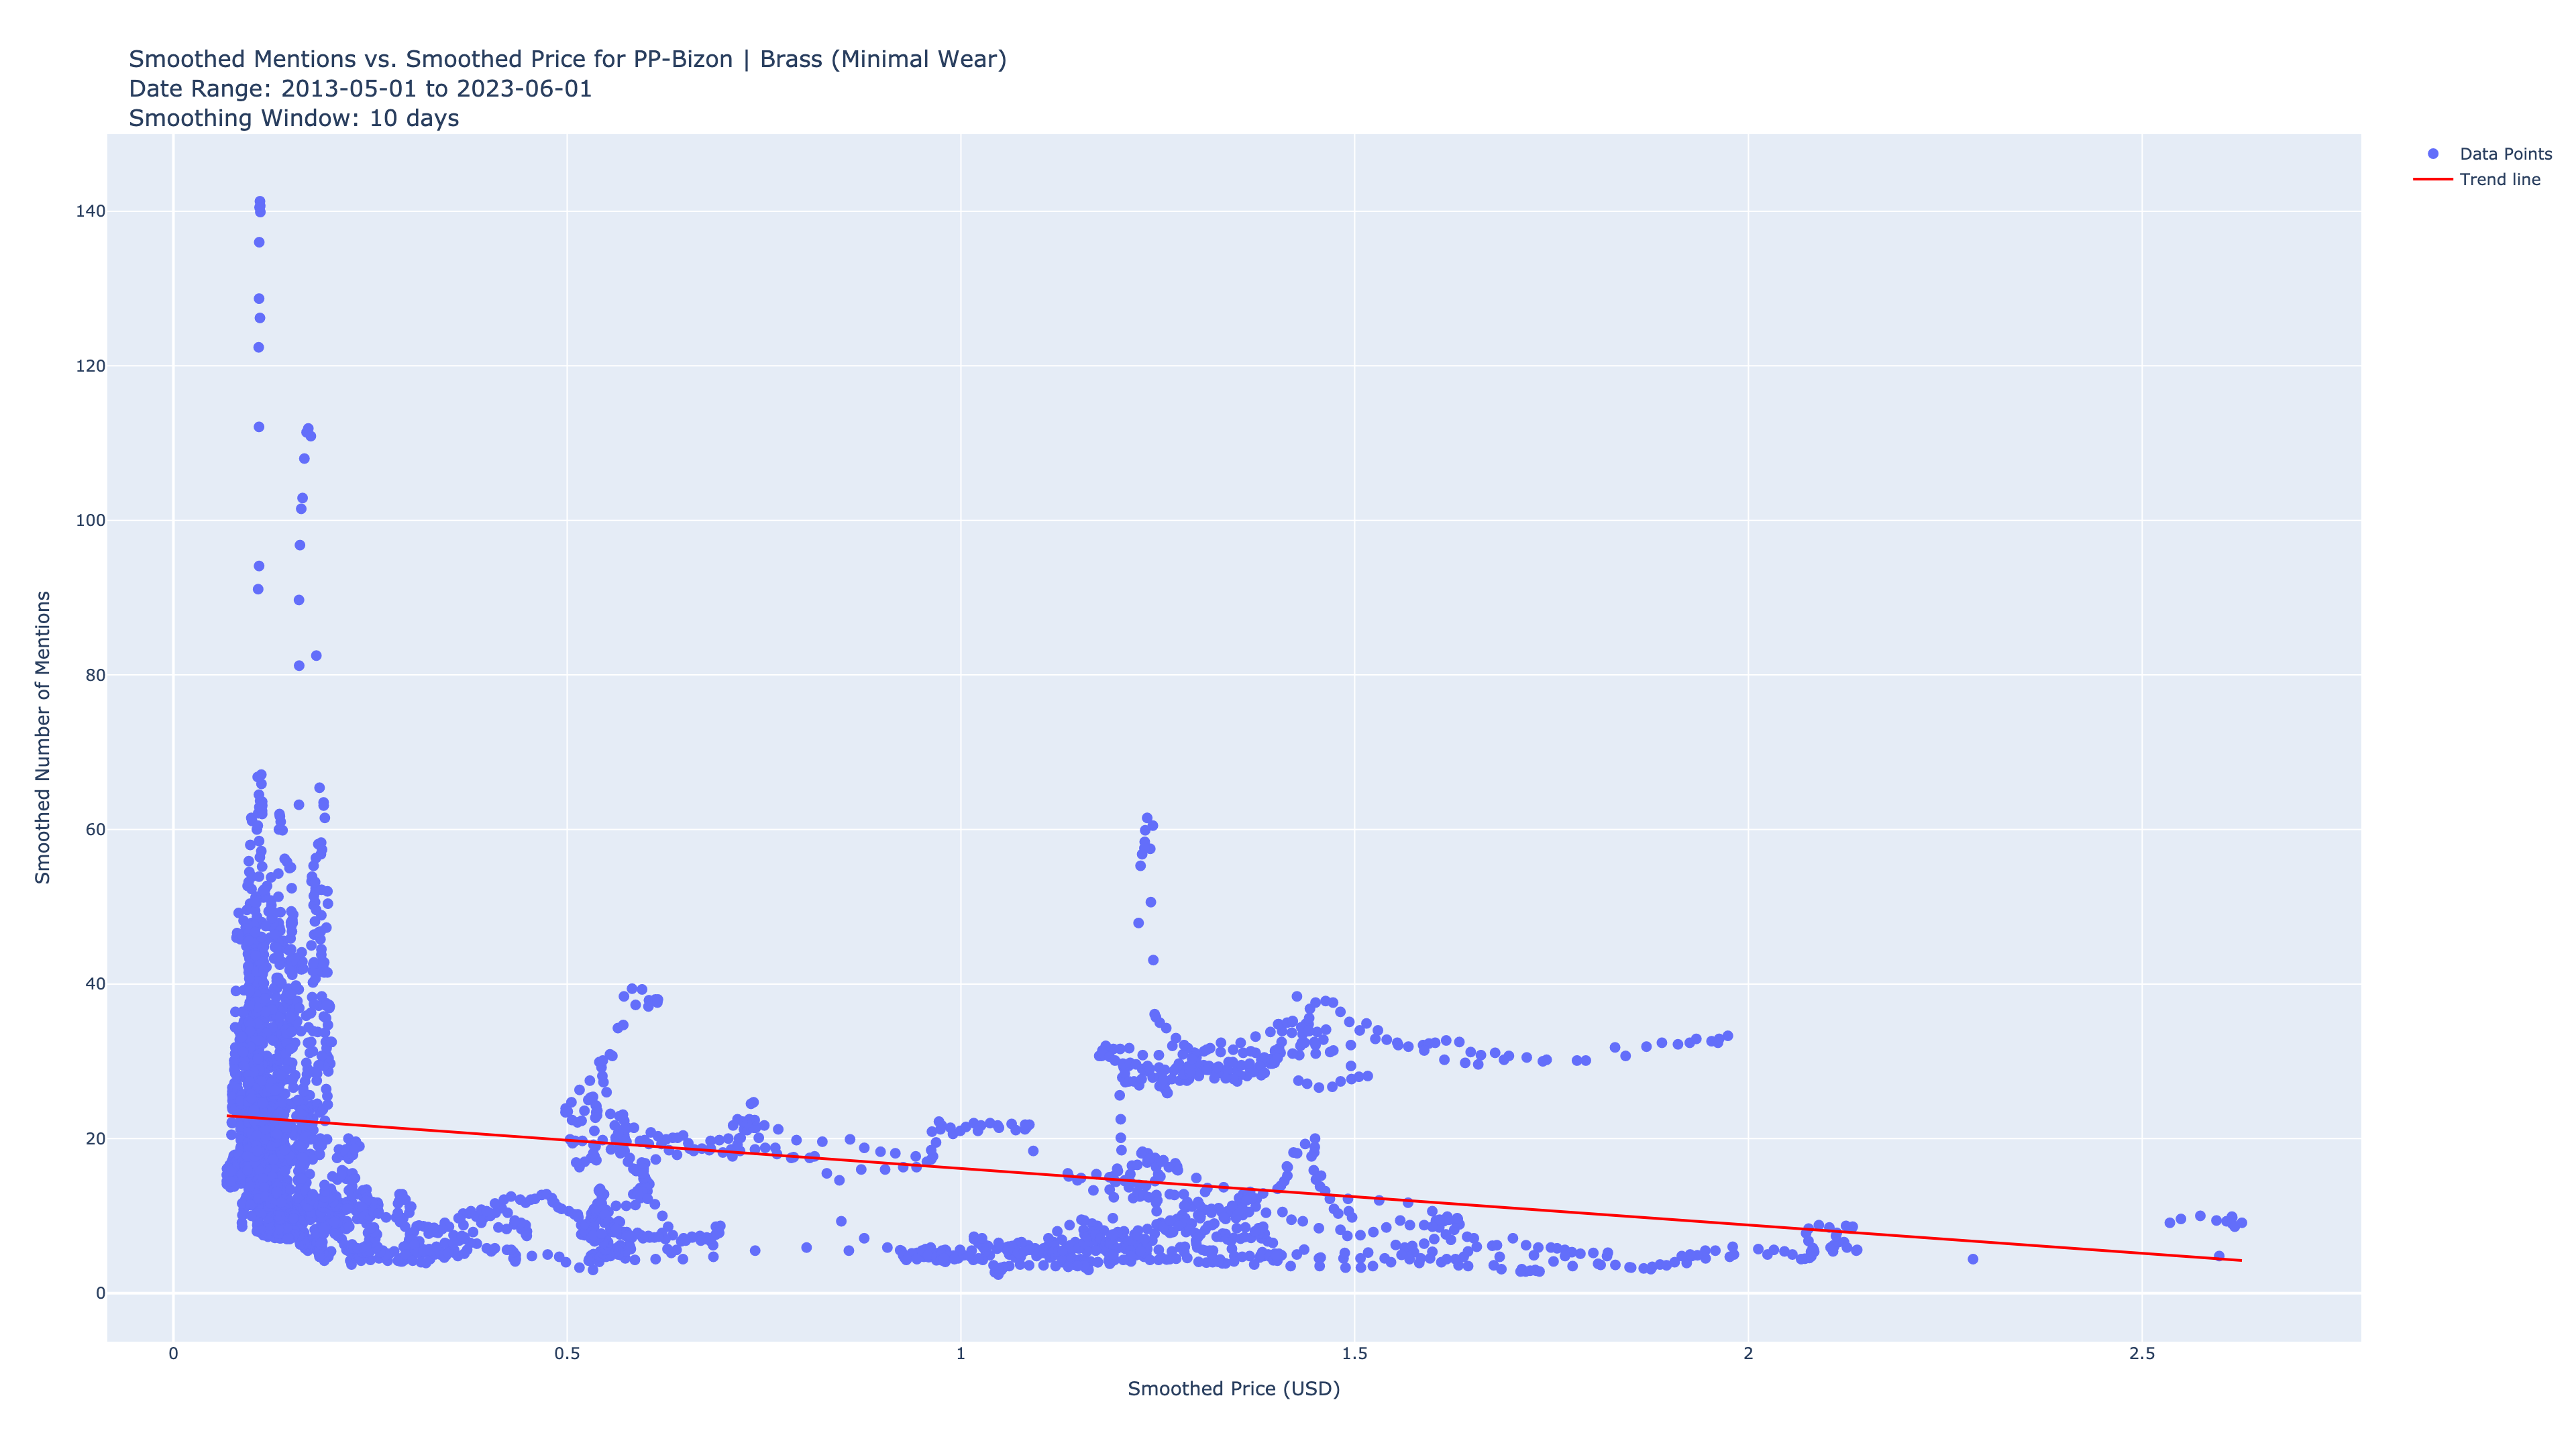 Smoothed Mentions vs. Smoothed Price for PP-Bizon | Brass (Minimal Wear)
Date Range: 2013-05-01 to 2023-06-01
Smoothing Window: 10 days
Data Points
Trend line
Smoothed Number of Mentions
140
120
100
80
60
40
20
0
0
0.5
1
1.5
2
2.5
Smoothed Price (USD)